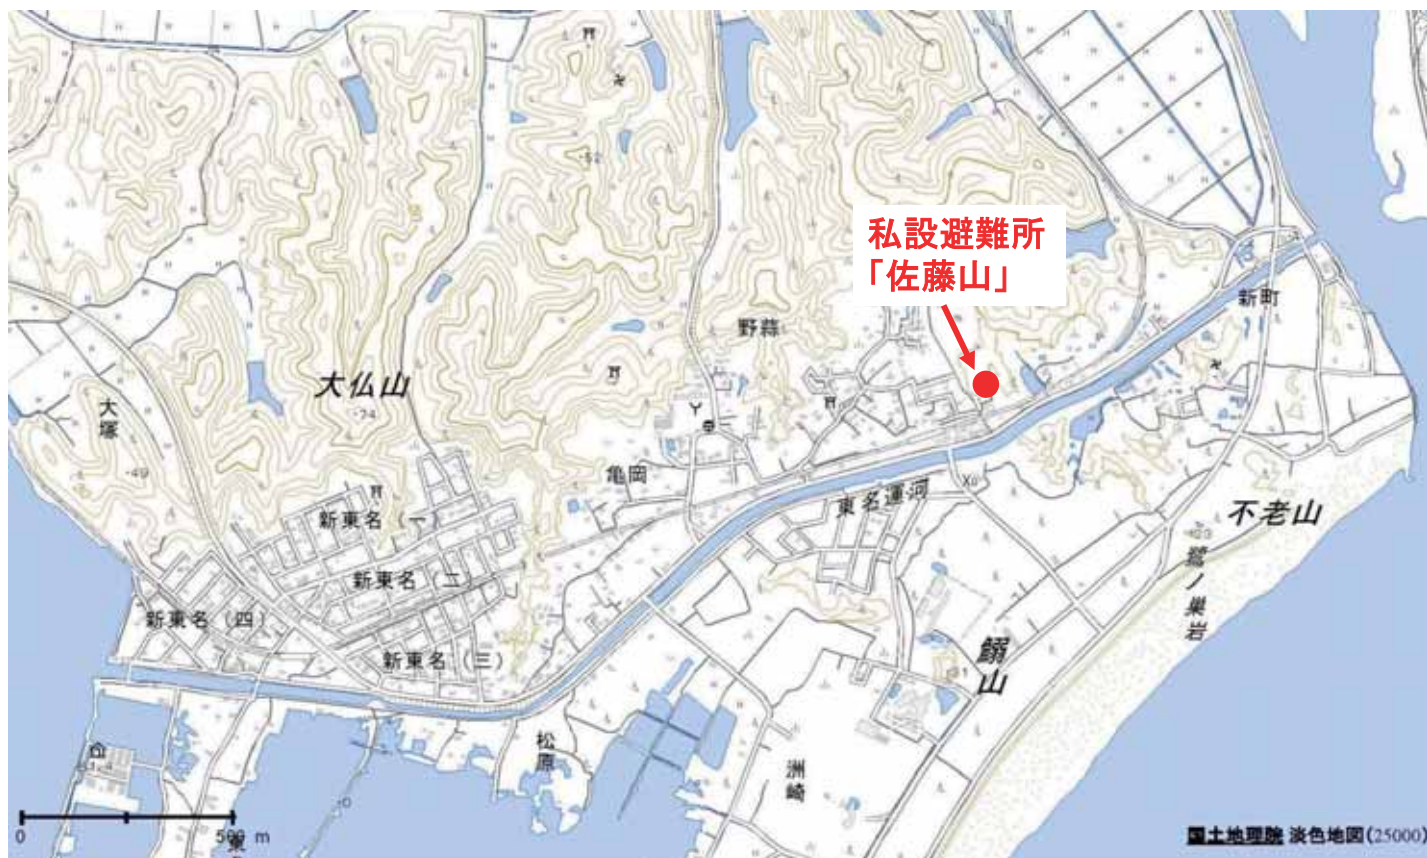 私設避難所
「佐藤山」
新町
野蒜
大仏山
・74
大塚
・49
亀岡
東名運河
新東名（一）
新東名（二）
新東名（四）
新東名（三）
不老山
鷺ノ巣岩
鰯山
松原
洲崎
0
500 m
国土地理院 淡色地図(25000)